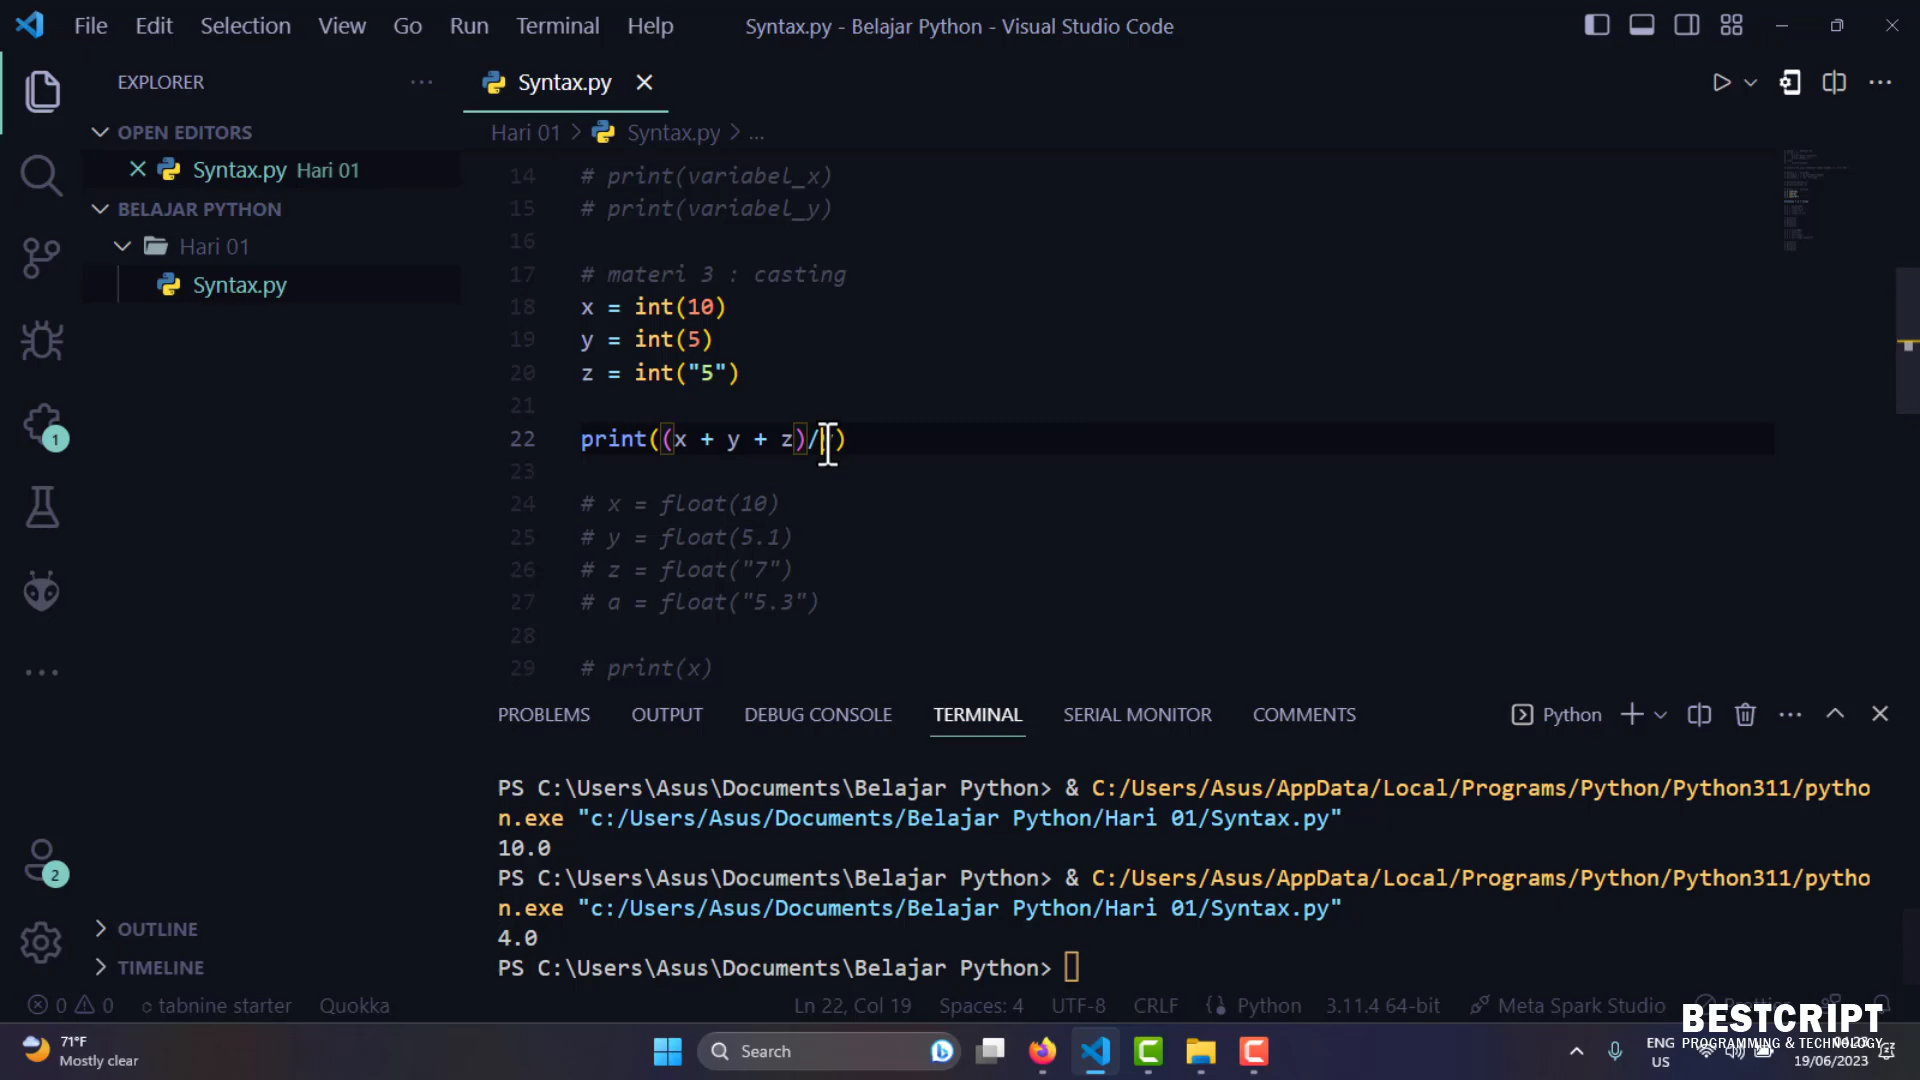 File Edit Selection View Go Run Terminal Help
Syntax.py - Belajar Python - Visual Studio Code
EXPLORER
OPEN EDITORS
Syntax.py Hari 01
BELAJAR PYTHON
Hari 01
Syntax.py
OUTLINE
TIMELINE
1
2
Syntax.py
Hari 01 > Syntax.py > ...
14 # print(variabel_x)
15 # print(variabel_y)
16
17 # materi 3 : casting
18 x = int(10)
19 y = int(5)
20 z = int("5")
21
22 print((x + y + z)/ )
23
24 # x = float(10)
25 # y = float(5.1)
26 # z = float("7")
27 # a = float("5.3")
28
29 # print(x)
PROBLEMS OUTPUT DEBUG CONSOLE TERMINAL SERIAL MONITOR COMMENTS
Python
PS C:\Users\Asus\Documents\Belajar Python> & C:/Users/Asus/AppData/Local/Programs/Python/Python311/pytho
n.exe "c:/Users/Asus/Documents/Belajar Python/Hari 01/Syntax.py"
10.0
PS C:\Users\Asus\Documents\Belajar Python> & C:/Users/Asus/AppData/Local/Programs/Python/Python311/pytho
n.exe "c:/Users/Asus/Documents/Belajar Python/Hari 01/Syntax.py"
4.0
PS C:\Users\Asus\Documents\Belajar Python>
0 0 tabnine starter Quokka Ln 22, Col 19 Spaces: 4 UTF-8 CRLF Python 3.11.4 64-bit Meta Spark Studio
BESTCRIPT
PROGRAMMING & TECHNOLOGY
71°F
Mostly clear
Search
ENG
US
19/06/2023